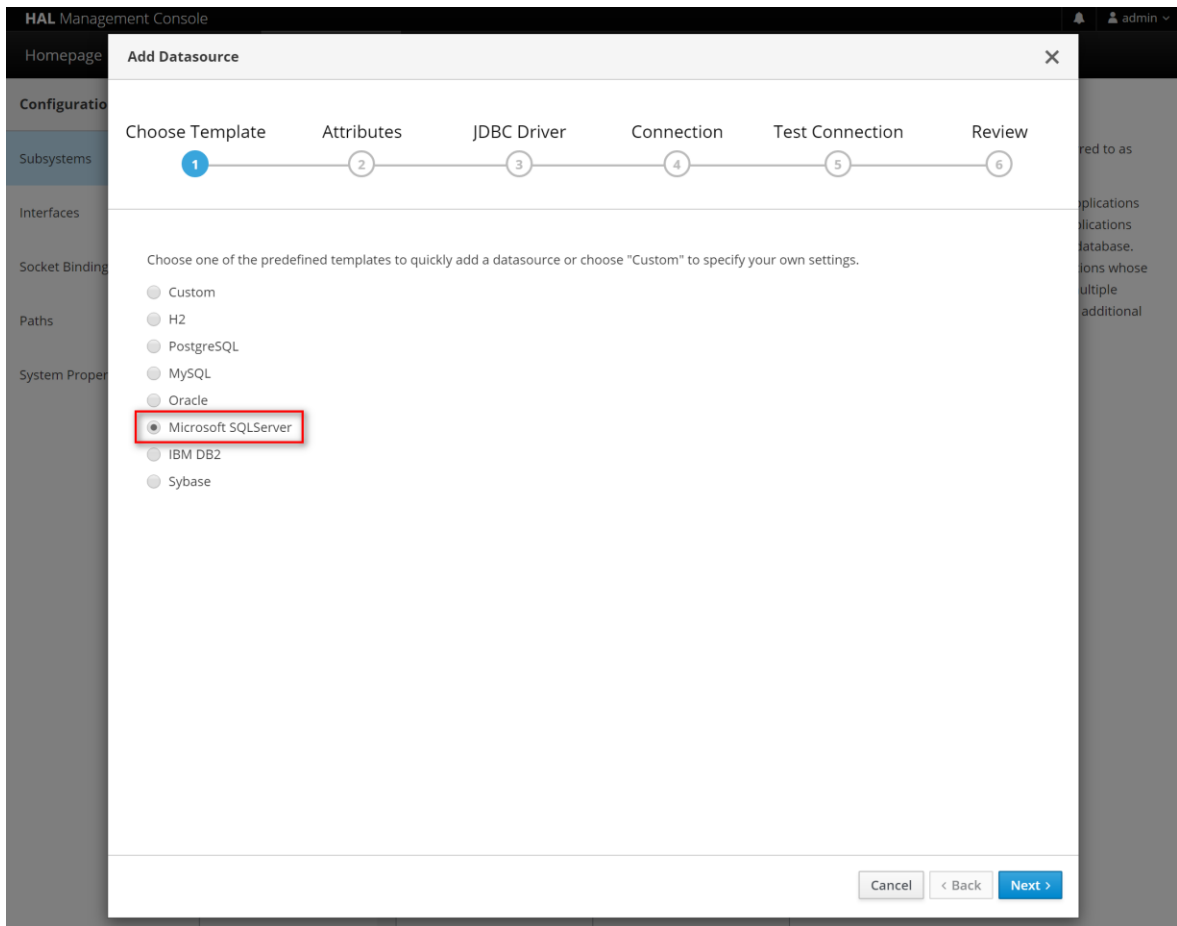 HAL Management Console
admin
Homepage
Add Datasource
Configuratio
Choose Template Attributes JDBC Driver Connection Test Connection Review
1 2 3 4 5 6
Subsystems
red to as
Interfaces
plications
plications
database.
Socket Binding
ions whose
ultiple
additional
Paths
System Proper
Choose one of the predefined templates to quickly add a datasource or choose "Custom" to specify your own settings.
Custom
H2
PostgreSQL
MySQL
Oracle
Microsoft SQLServer
IBM DB2
Sybase
Cancel < Back Next >